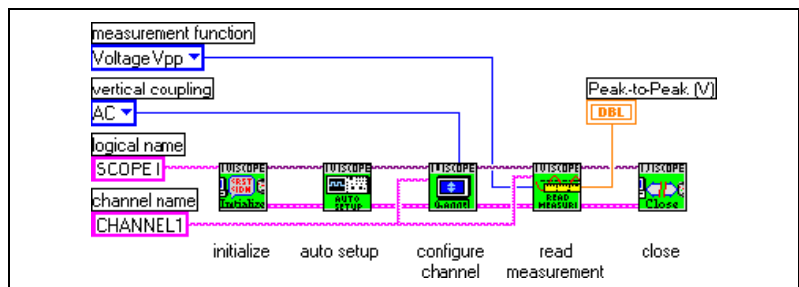 measurement function
Voltage Vpp
vertical coupling
AC
Peak.-to-Peak. (V)
DBL
logical name
SCOPE1
channel name
CHANNEL1
IVISCOPE
Initialize
IVISCOPE
AUTO
SETUP
IVISCOPE
Channel
IVISCOPE
READ
MEASURE
IVISCOPE
Close
initialize
auto setup
configure
channel
read
measurement
close